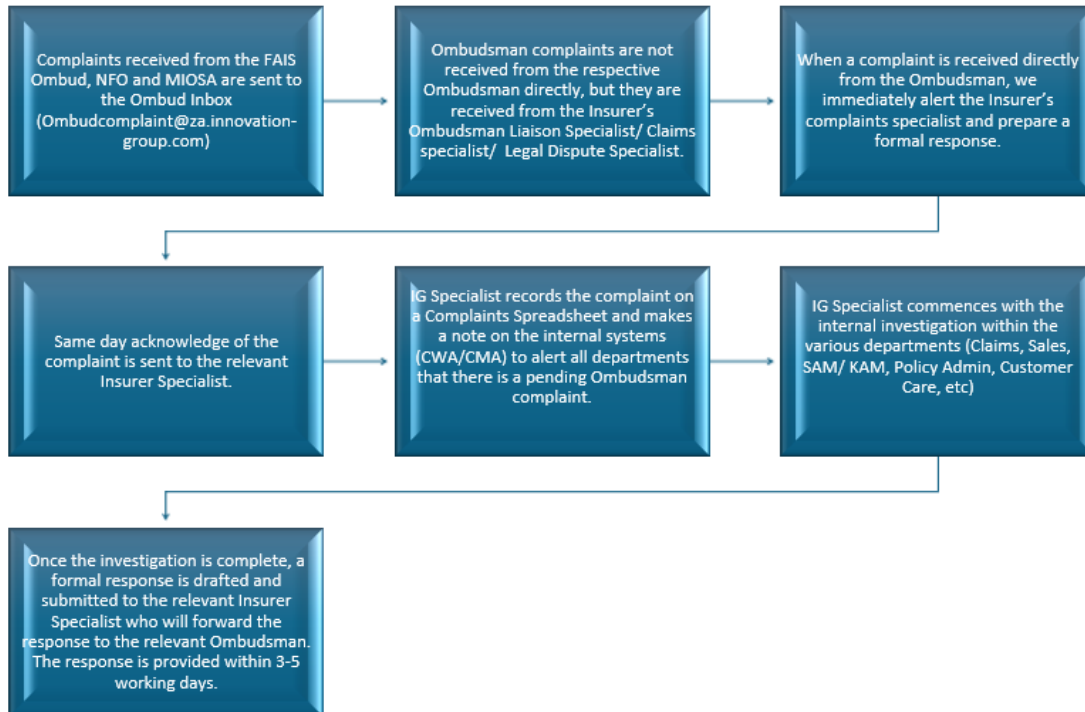 Complaints received from the FAIS
Ombud, NFO and MIOSA are sent to
the Ombud Inbox
(Ombudcomplaint@za.innovation-
group.com)
Ombudsman complaints are not
received from the respective
Ombudsman directly, but they are
received from the Insurer's
Ombudsman Liaison Specialist/ Claims
specialist/  Legal Dispute Specialist.
When a complaint is received directly
from the Ombudsman, we
immediately alert the Insurer's
complaints specialist and prepare a
formal response.
Same day acknowledge of the
complaint is sent to the relevant
Insurer Specialist.
IG Specialist records the complaint on
a Complaints Spreadsheet and makes
a note on the internal systems
(CWA/CMA) to alert all departments
that there is a pending Ombudsman
complaint.
IG Specialist commences with the
internal investigation within the
various departments (Claims, Sales,
SAM/ KAM, Policy Admin, Customer
Care, etc)
Once the investigation is complete, a
formal response is drafted and
submitted to the relevant Insurer
Specialist who will forward the
response to the relevant Ombudsman.
The response is provided within 3-5
working days.